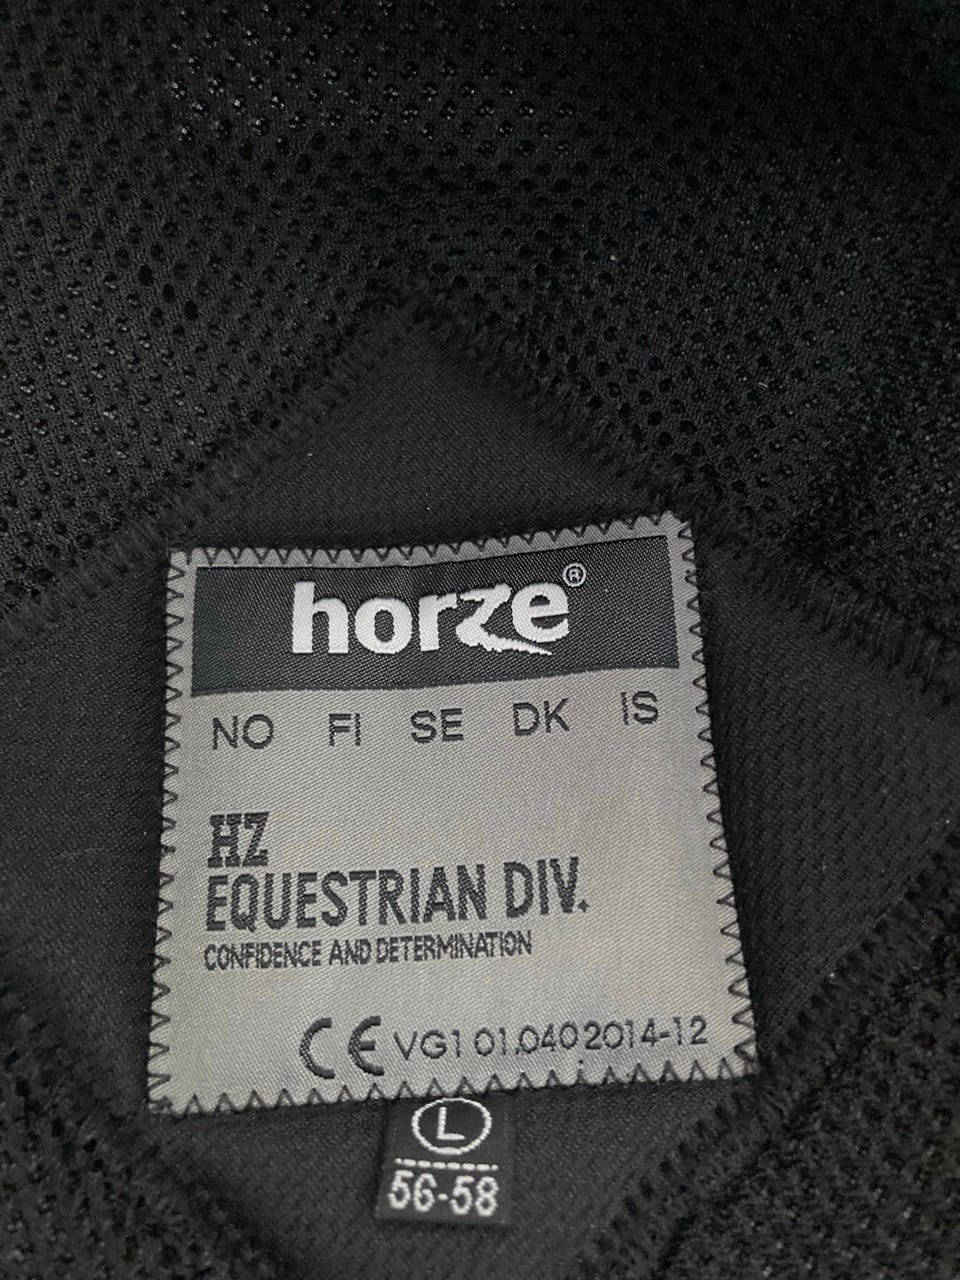 horze®
NO FI SE DK IS
HZ
EQUESTRIAN DIV.
CONFIDENCE AND DETERMINATION
CE VG1 01.040 2014-12
L
56-58